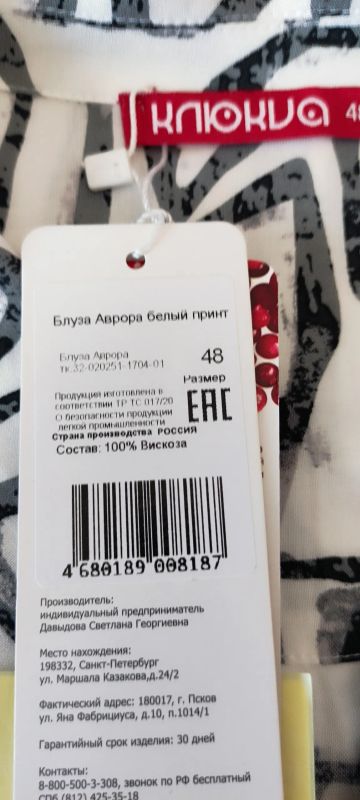 клюква 48
Блуза Аврора белый принт
Блуза Аврора
тк.32-020251-1704-01
48
Размер
Продукция изготовлена в
соответствии ТР ТС 017/20
О безопасности продукции
легкой промышленности
EAC
Страна производства РОССИЯ
Состав: 100% Вискоза
4 680189 008187
Производитель:
индивидуальный предприниматель
Давыдова Светлана Георгиевна
Место нахождения:
198332, Санкт-Петербург
ул. Маршала Казакова,д.24/2
Фактический адрес: 180017, г. Псков
ул. Яна Фабрициуса, д.10, п.1014/1
Гарантийный срок изделия: 30 дней
Контакты:
8-800-500-3-308, звонок по РФ бесплатный
СПб (812) 425-35-18